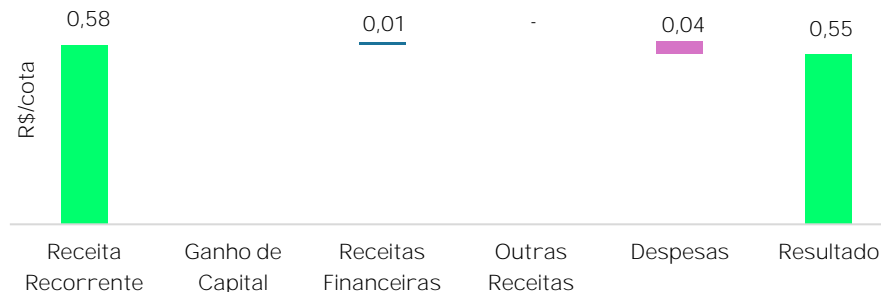 0,58
0,01
-
0,04
0,55
R$/cota
Receita
Recorrente
Ganho de
Capital
Receitas
Financeiras
Outras
Receitas
Despesas
Resultado